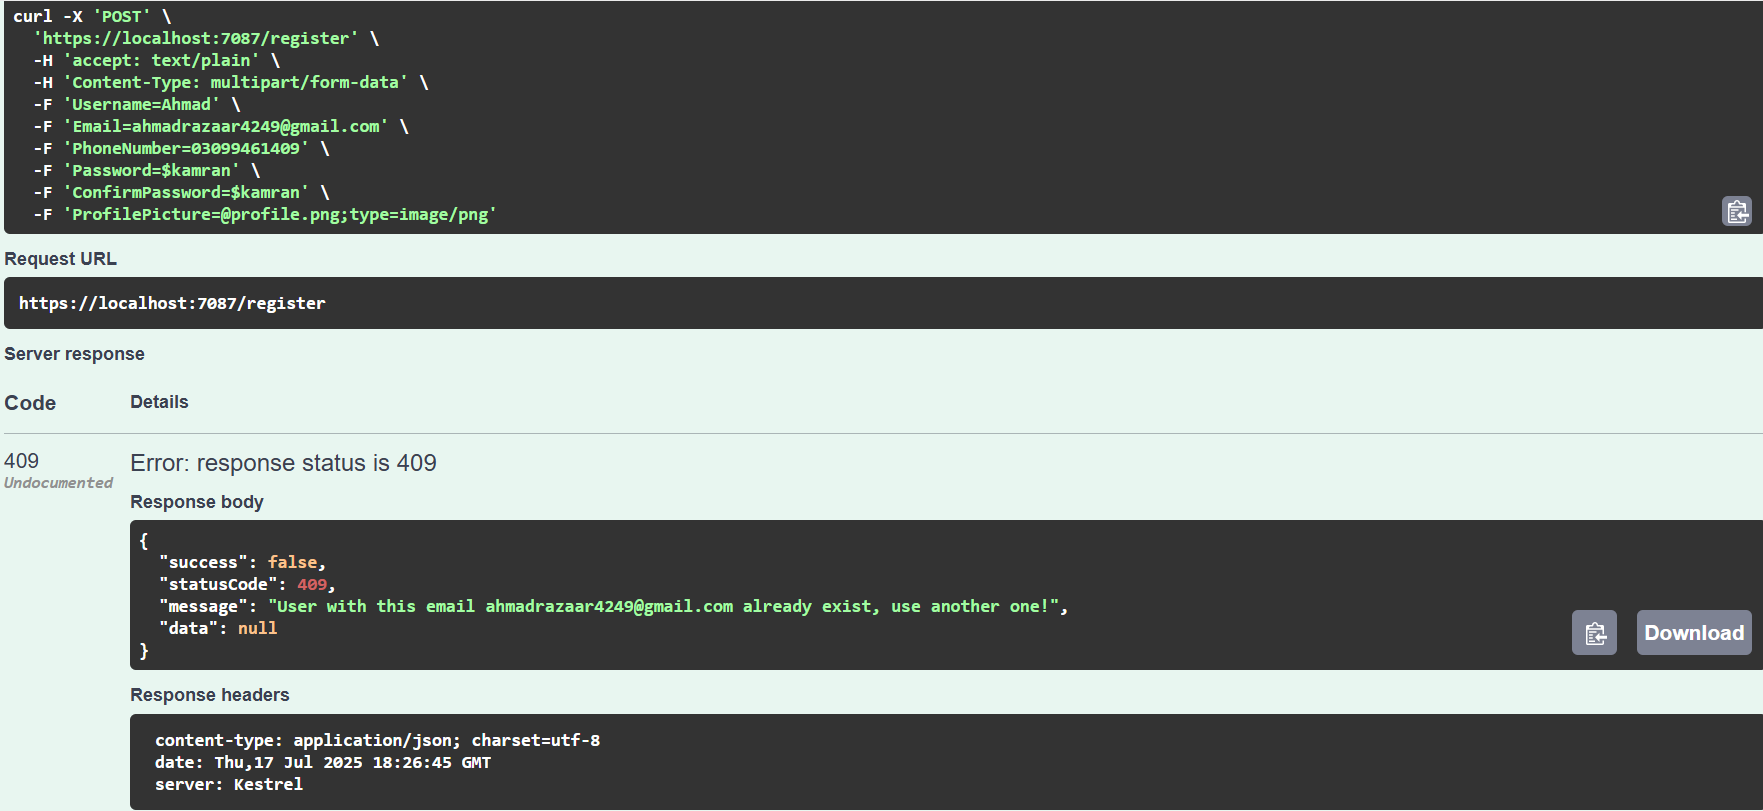 curl -X 'POST' \
  'https://localhost:7087/register' \
  -H 'accept: text/plain' \
  -H 'Content-Type: multipart/form-data' \
  -F 'Username=Ahmad' \
  -F 'Email=ahmadrazaar4249@gmail.com' \
  -F 'PhoneNumber=03099461409' \
  -F 'Password=$kamran' \
  -F 'ConfirmPassword=$kamran' \
  -F 'ProfilePicture=@profile.png;type=image/png'
Request URL
https://localhost:7087/register
Server response
Code Details
409 Error: response status is 409
Undocumented
Response body
{
  "success": false,
  "statusCode": 409,
  "message": "User with this email ahmadrazaar4249@gmail.com already exist, use another one!",
  "data": null
}
Download
Response headers
content-type: application/json; charset=utf-8
date: Thu,17 Jul 2025 18:26:45 GMT
server: Kestrel